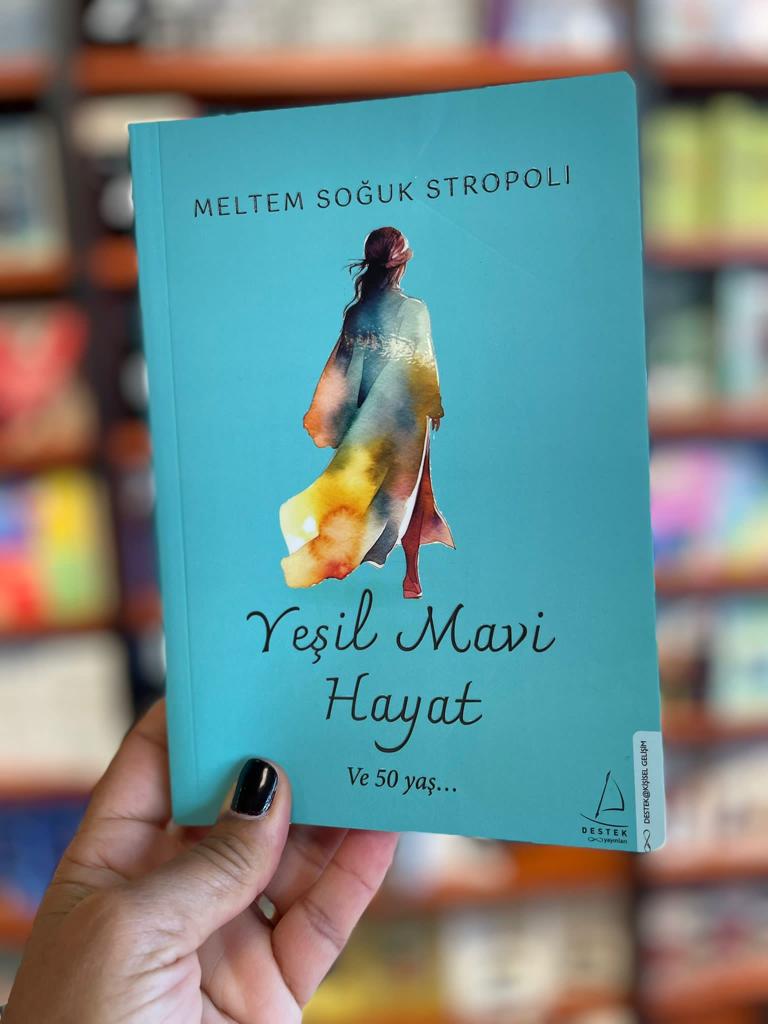 MELTEM SOĞUK STROPOLI
Yeşil Mavi
Hayat
Ve 50 yaş...
DESTEK
yayınları
DESTEK@KİŞİSEL GELİŞİM